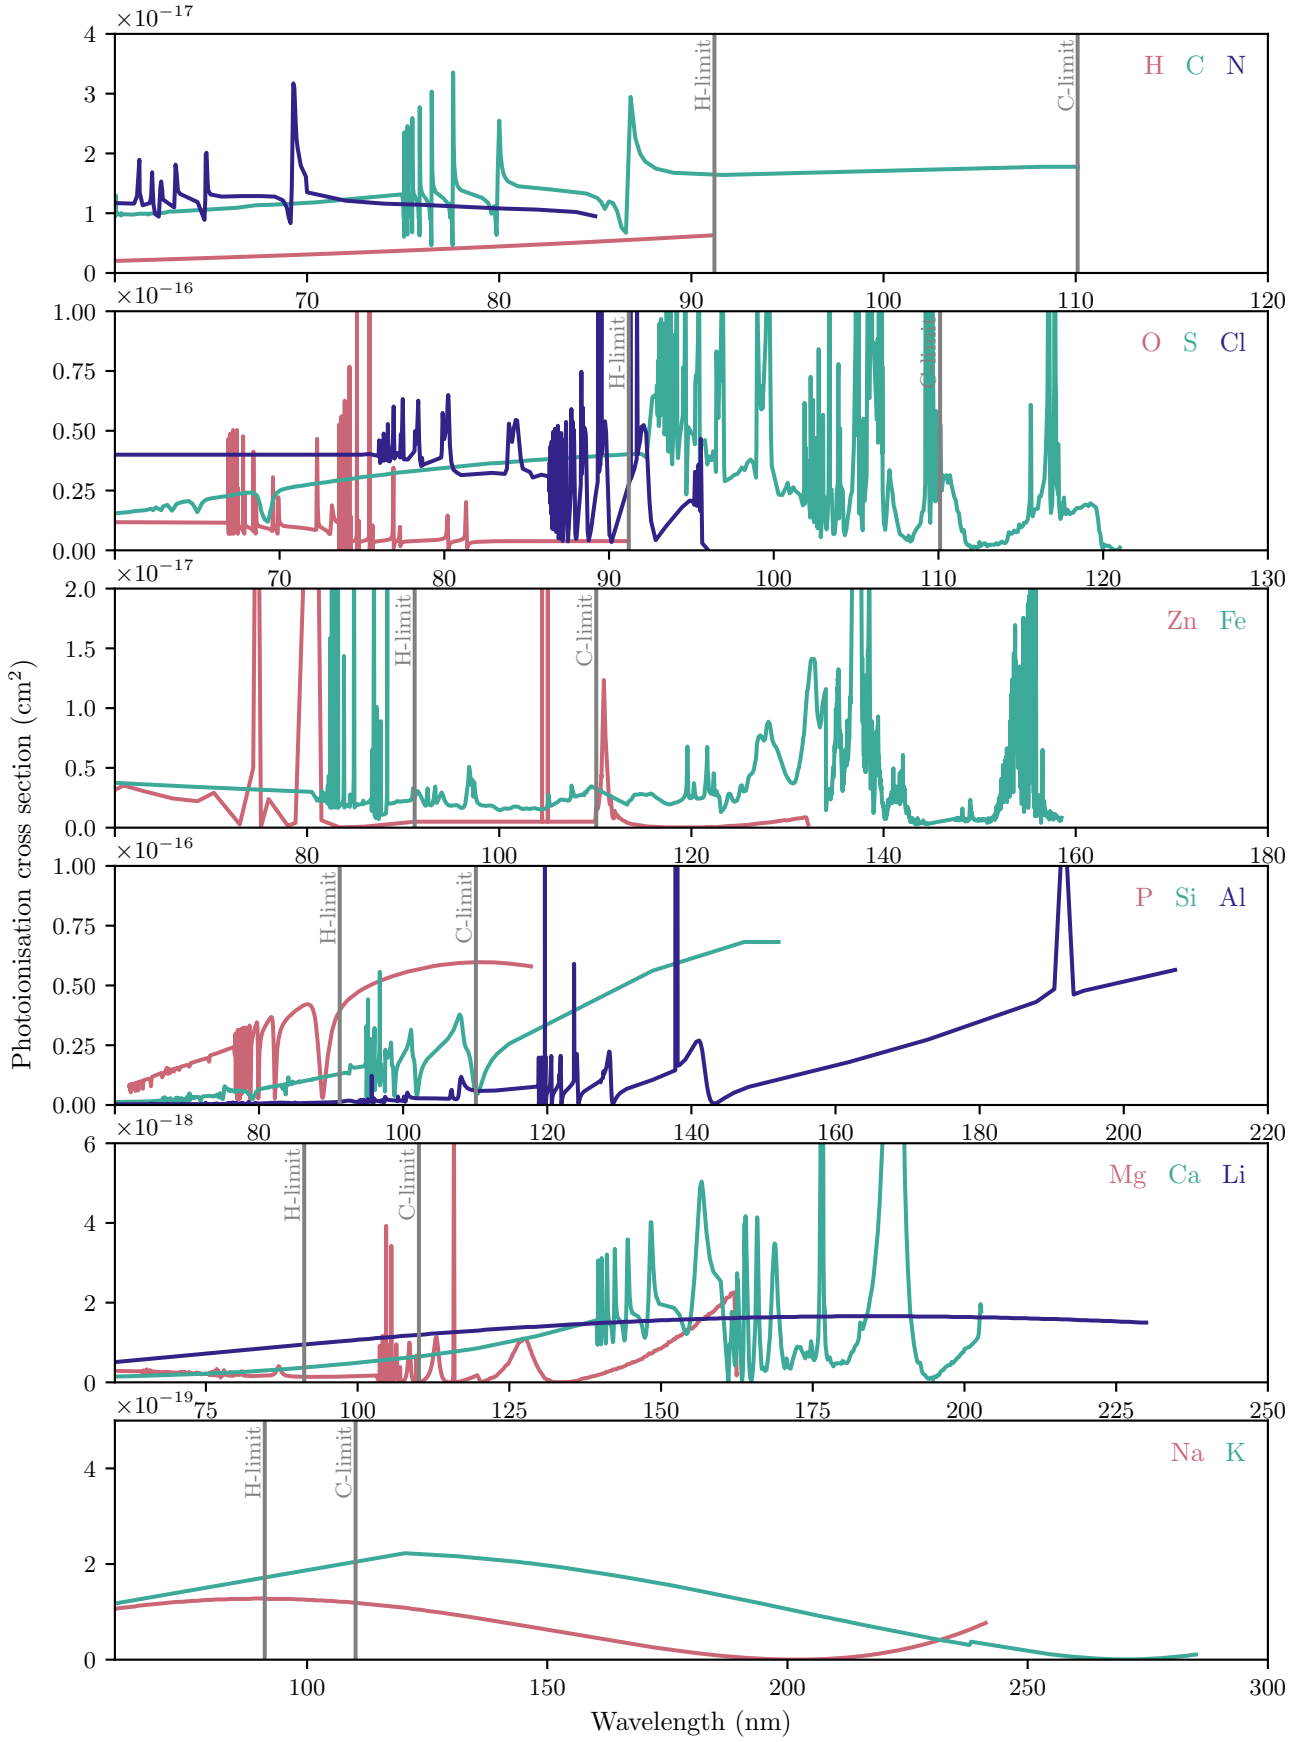 ×10⁻¹⁷
4
3
2
1
0
H-limit
C-limit
H C N
70 80 90 100 110 120
×10⁻¹⁶
1.00
0.75
0.50
0.25
0.00
H-limit
C-limit
O S Cl
70 80 90 100 110 120 130
×10⁻¹⁷
2.0
1.5
1.0
0.5
0.0
H-limit
C-limit
Zn Fe
80 100 120 140 160 180
×10⁻¹⁶
1.00
0.75
0.50
0.25
0.00
H-limit
C-limit
P Si Al
80 100 120 140 160 180 200 220
×10⁻¹⁸
6
4
2
0
H-limit
C-limit
Mg Ca Li
75 100 125 150 175 200 225 250
×10⁻¹⁹
4
2
0
H-limit
C-limit
Na K
100 150 200 250 300
Photoionisation cross section (cm²)
Wavelength (nm)